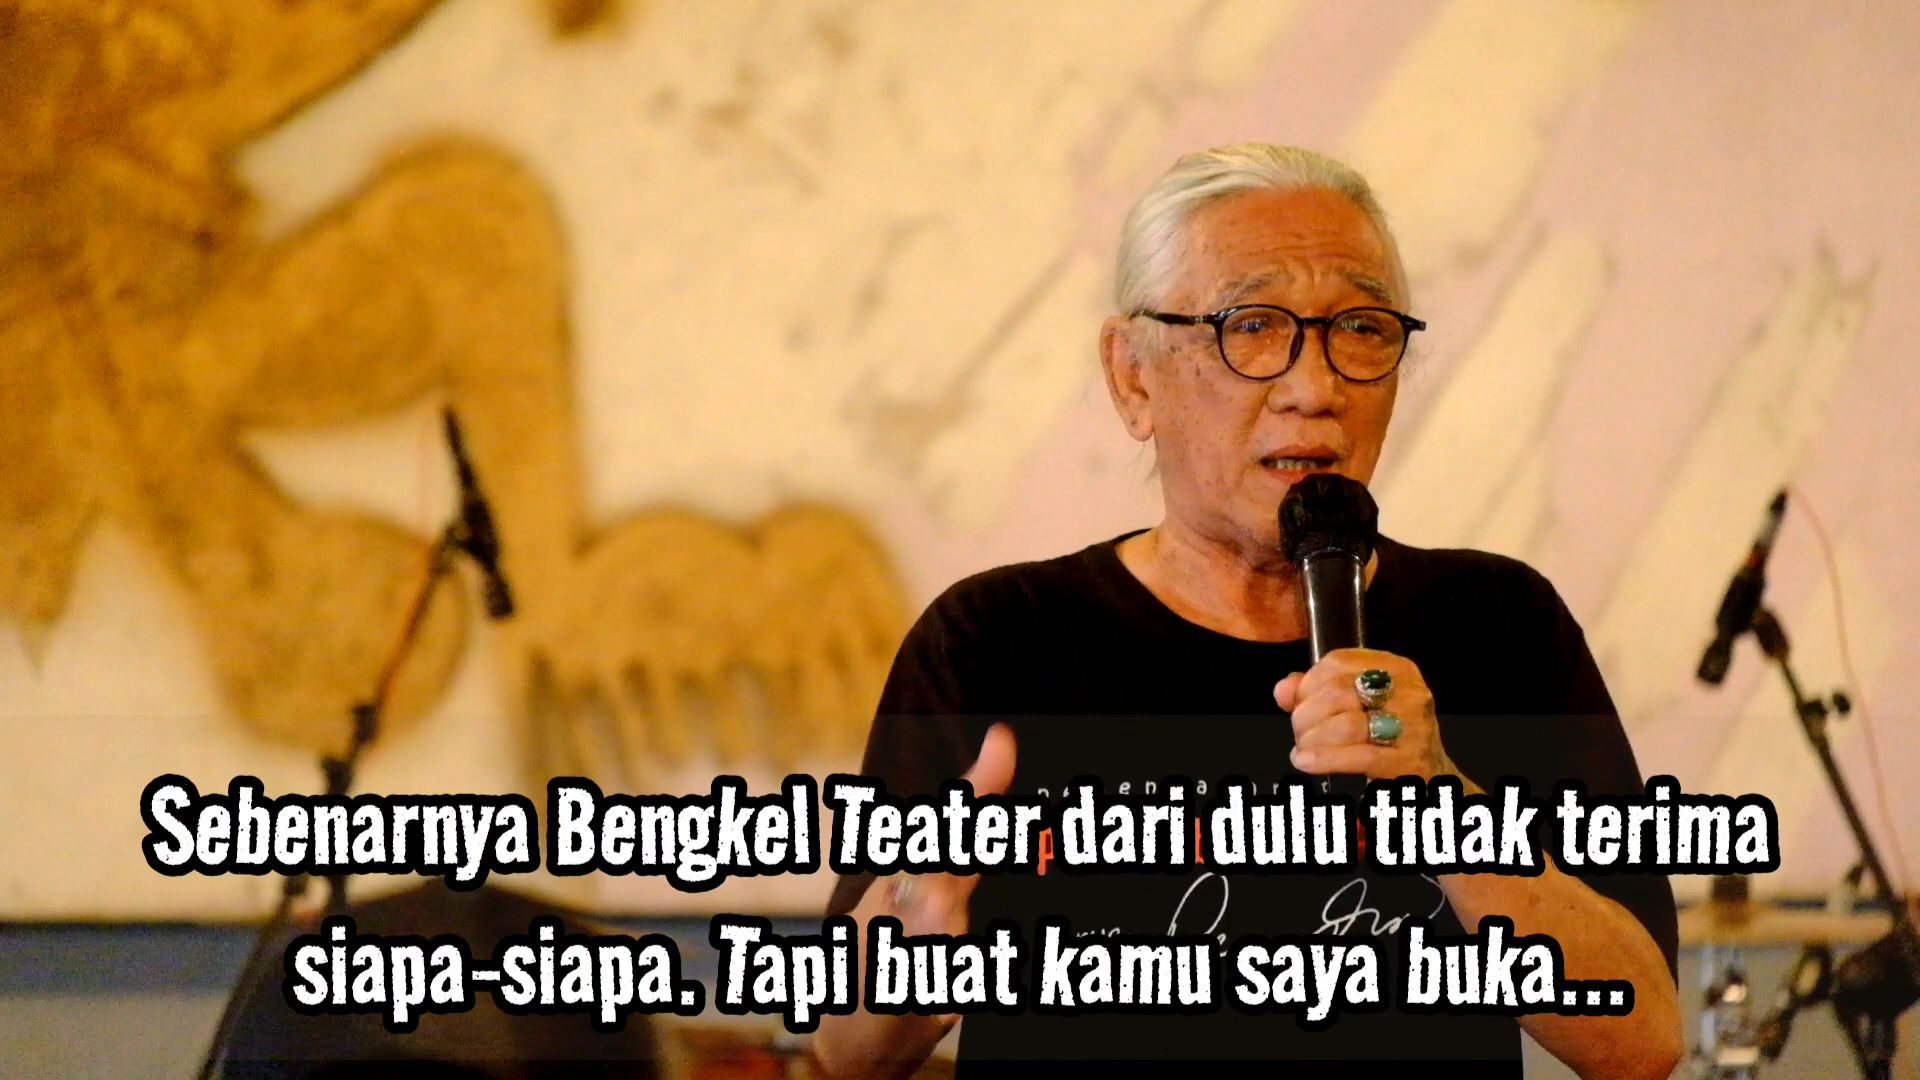 Sebenarnya Bengkel Teater dari dulu tidak terima
siapa-siapa. Tapi buat kamu saya buka...